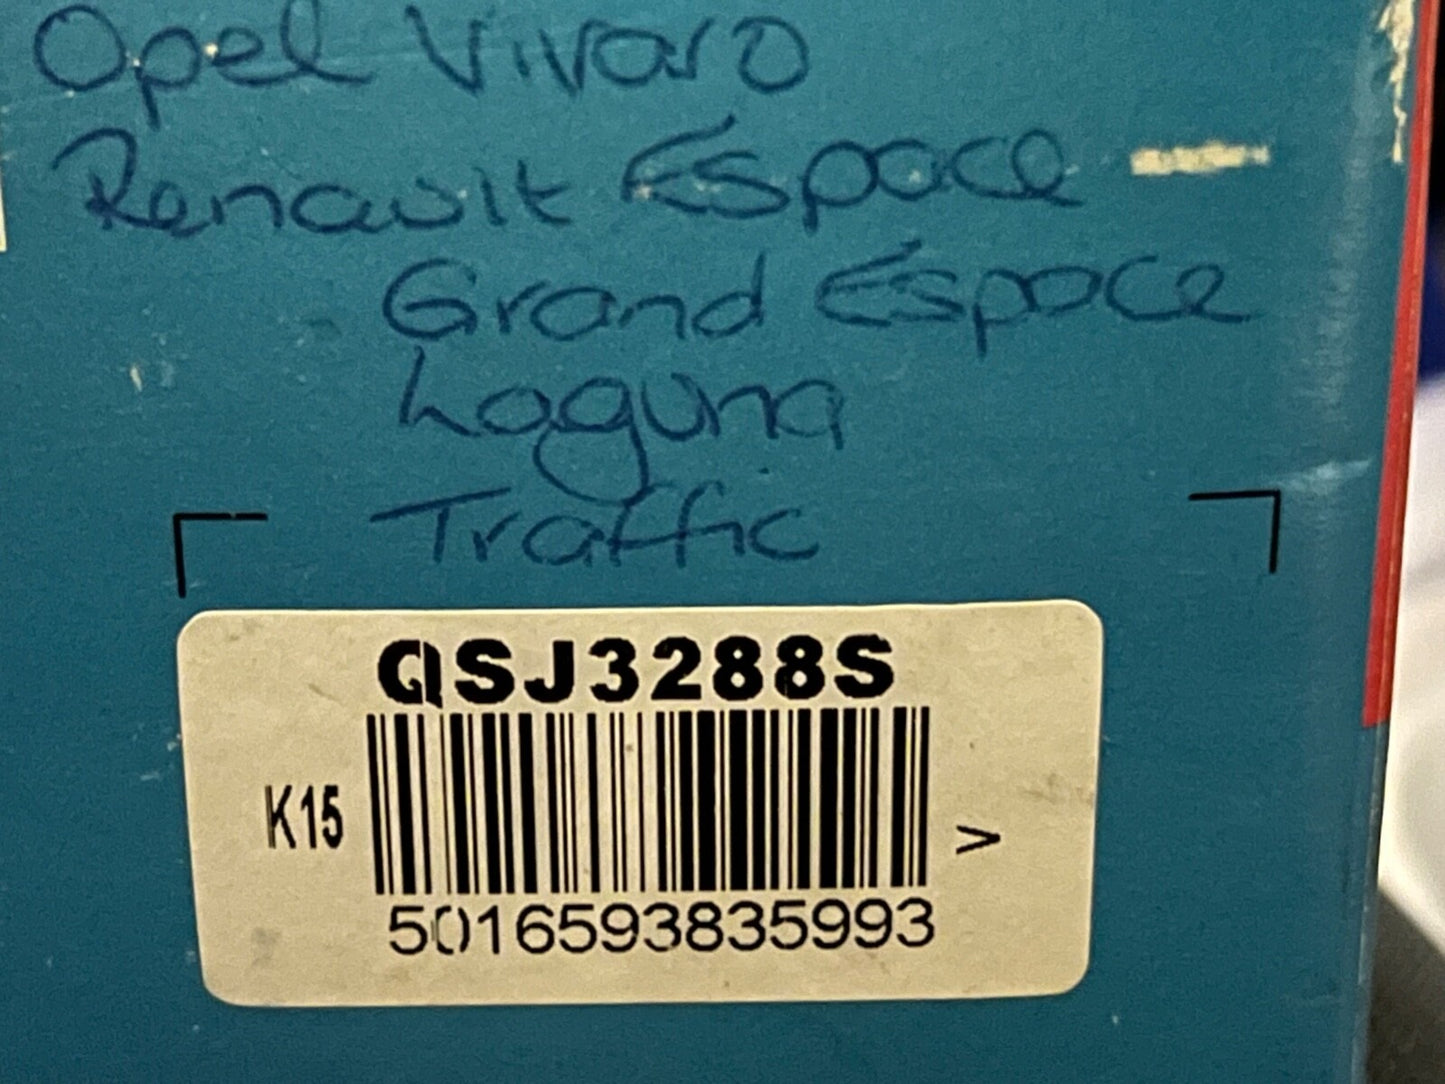 Opel Vivaro
Renault Espace
Grand Espace
Laguna
Traffic
QSJ3288S
K15
>
5016593835993